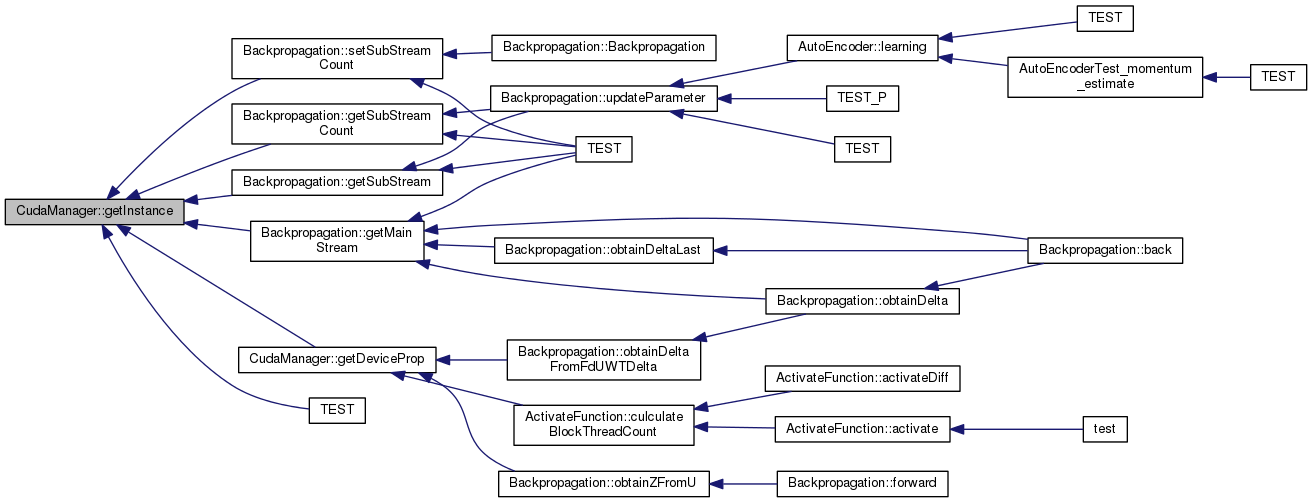 TEST
Backpropagation::setSubStream
Count
Backpropagation::Backpropagation
AutoEncoder::learning
AutoEncoderTest_momentum
_estimate
TEST
Backpropagation::updateParameter
TEST_P
Backpropagation::getSubStream
Count
TEST
TEST
Backpropagation::getSubStream
CudaManager::getInstance
Backpropagation::getMain
Stream
Backpropagation::obtainDeltaLast
Backpropagation::back
Backpropagation::obtainDelta
CudaManager::getDeviceProp
Backpropagation::obtainDelta
FromFdUWTDelta
ActivateFunction::activateDiff
TEST
ActivateFunction::culculate
BlockThreadCount
ActivateFunction::activate
test
Backpropagation::obtainZFromU
Backpropagation::forward